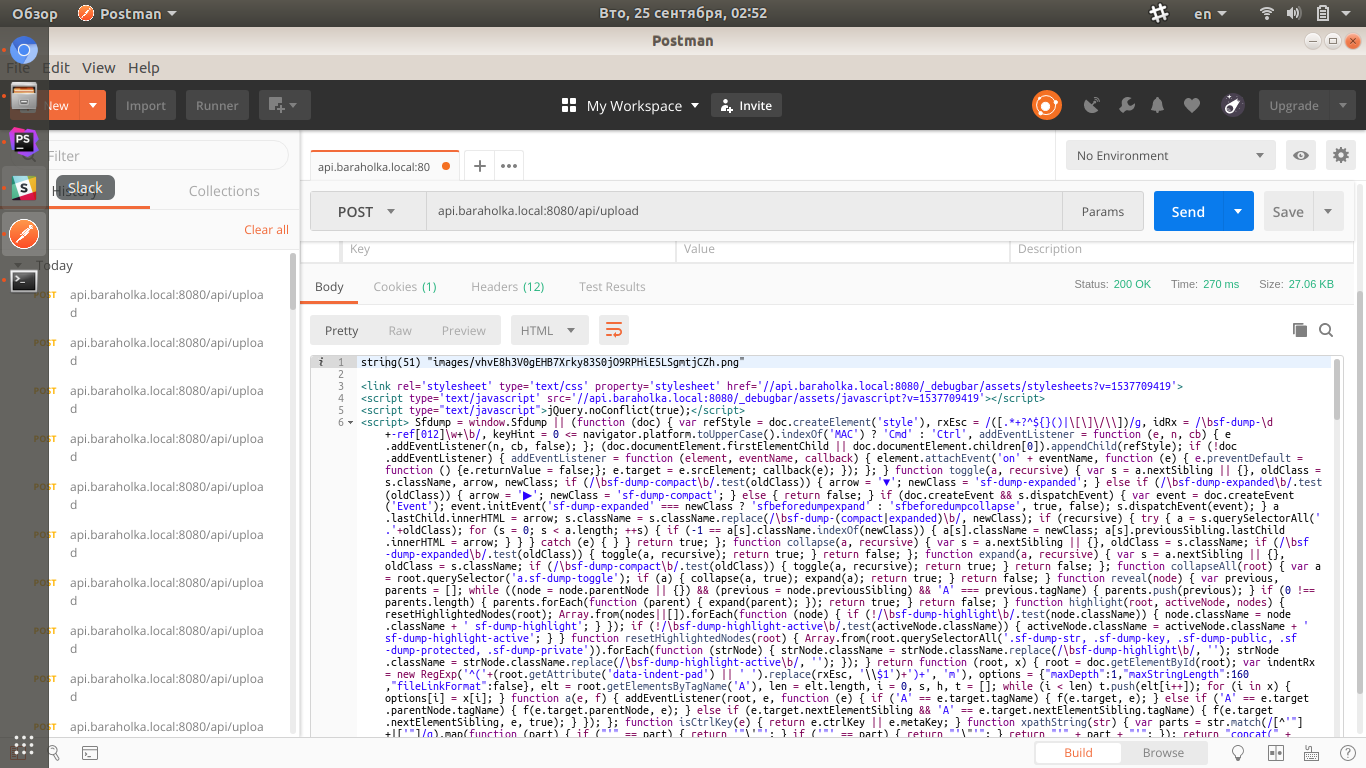 Обзор Postman Вто, 25 сентября, 02:52 en
Postman
File Edit View Help
New Import Runner My Workspace Invite Upgrade
Filter
api.baraholka.local:80
No Environment
Slack
Collections
POST api.baraholka.local:8080/api/upload Params Send Save
Clear all
Key Value Description
Today
Body Cookies (1) Headers (12) Test Results Status: 200 OK Time: 270 ms Size: 27.06 KB
POST api.baraholka.local:8080/api/uploa
d
POST api.baraholka.local:8080/api/uploa
d
POST api.baraholka.local:8080/api/uploa
d
POST api.baraholka.local:8080/api/uploa
d
POST api.baraholka.local:8080/api/uploa
d
POST api.baraholka.local:8080/api/uploa
d
POST api.baraholka.local:8080/api/uploa
d
POST api.baraholka.local:8080/api/uploa
d
POST api.baraholka.local:8080/api/uploa
d
POST api.baraholka.local:8080/api/uploa
Pretty Raw Preview HTML
i 1 string(51) "images/vhvE8h3V0gEHB7Xrky83S0jO9RPHiE5LSgmtjCZh.png"
2
3 <link rel='stylesheet' type='text/css' property='stylesheet' href='//api.baraholka.local:8080/_debugbar/assets/stylesheets?v=1537709419'>
4 <script type='text/javascript' src='//api.baraholka.local:8080/_debugbar/assets/javascript?v=1537709419'></script>
5 <script type="text/javascript">jQuery.noConflict(true);</script>
6 <script> Sfdump = window.Sfdump || (function (doc) { var refStyle = doc.createElement('style'), rxEsc = /([.*+?^${}()|\[\]\/\\])/g, idRx = /\bsf-dump-\d
+-ref[012]\w+\b/, keyHint = 0 <= navigator.platform.toUpperCase().indexOf('MAC') ? 'Cmd' : 'Ctrl', addEventListener = function (e, n, cb) { e
.addEventListener(n, cb, false); }; (doc.documentElement.firstElementChild || doc.documentElement.children[0]).appendChild(refStyle); if (!doc
.addEventListener) { addEventListener = function (element, eventName, callback) { element.attachEvent('on' + eventName, function (e) { e.preventDefault =
function () {e.returnValue = false;}; e.target = e.srcElement; callback(e); }); }; } function toggle(a, recursive) { var s = a.nextSibling || {}, oldClass =
s.className, arrow, newClass; if (/\bsf-dump-compact\b/.test(oldClass)) { arrow = '▼'; newClass = 'sf-dump-expanded'; } else if (/\bsf-dump-expanded\b/.test
(oldClass)) { arrow = '▶'; newClass = 'sf-dump-compact'; } else { return false; } if (doc.createEvent && s.dispatchEvent) { var event = doc.createEvent
('Event'); event.initEvent('sf-dump-expanded' === newClass ? 'sfbeforedumpexpand' : 'sfbeforedumpcollapse', true, false); s.dispatchEvent(event); } a
.lastChild.innerHTML = arrow; s.className = s.className.replace(/\bsf-dump-(compact|expanded)\b/, newClass); if (recursive) { try { a = s.querySelectorAll('
.'+oldClass); for (s = 0; s < a.length; ++s) { if (-1 == a[s].className.indexOf(newClass)) { a[s].className = newClass; a[s].previousSibling.lastChild
.innerHTML = arrow; } } } catch (e) { } } return true; }; function collapse(a, recursive) { var s = a.nextSibling || {}, oldClass = s.className; if (/\bsf
-dump-expanded\b/.test(oldClass)) { toggle(a, recursive); return true; } return false; }; function expand(a, recursive) { var s = a.nextSibling || {},
oldClass = s.className; if (/\bsf-dump-compact\b/.test(oldClass)) { toggle(a, recursive); return true; } return false; }; function collapseAll(root) { var a
= root.querySelector('a.sf-dump-toggle'); if (a) { collapse(a, true); expand(a); return true; } return false; } function reveal(node) { var previous,
parents = []; while ((node = node.parentNode || {}) && (previous = node.previousSibling) && 'A' === previous.tagName) { parents.push(previous); } if (0 !==
parents.length) { parents.forEach(function (parent) { expand(parent); }); return true; } return false; } function highlight(root, activeNode, nodes) {
resetHighlightedNodes(root); Array.from(nodes||[]).forEach(function (node) { if (!/\bsf-dump-highlight\b/.test(node.className)) { node.className = node
.className + ' sf-dump-highlight'; } }); if (!/\bsf-dump-highlight-active\b/.test(activeNode.className)) { activeNode.className = activeNode.className + '
sf-dump-highlight-active'; } } function resetHighlightedNodes(root) { Array.from(root.querySelectorAll('.sf-dump-str, .sf-dump-key, .sf-dump-public, .sf
-dump-protected, .sf-dump-private')).forEach(function (strNode) { strNode.className = strNode.className.replace(/\bsf-dump-highlight\b/, ''); strNode
.className = strNode.className.replace(/\bsf-dump-highlight-active\b/, ''); }); } return function (root, x) { root = doc.getElementById(root); var indentRx
= new RegExp('^('+(root.getAttribute('data-indent-pad') || ' ').replace(rxEsc, '\\$1')+')+', 'm'), options = {"maxDepth":1,"maxStringLength":160
,"fileLinkFormat":false}, elt = root.getElementsByTagName('A'), len = elt.length, i = 0, s, h, t = []; while (i < len) t.push(elt[i++]); for (i in x) {
options[i] = x[i]; } function a(e, f) { addEventListener(root, e, function (e) { if ('A' == e.target.tagName) { f(e.target, e); } else if ('A' == e.target
.parentNode.tagName) { f(e.target.parentNode, e); } else if (e.target.nextElementSibling && 'A' == e.target.nextElementSibling.tagName) { f(e.target
.nextElementSibling, e, true); } }); }; function isCtrlKey(e) { return e.ctrlKey || e.metaKey; } function xpathString(str) { var parts = str.match(/[^'"]
+|['"]/g).map(function (part) { if ("'" == part) { return '"\'"'; } if ('"' == part) { return "'\"'"; } return "'" + part + "'"; }); return "concat(" +
Build Browse